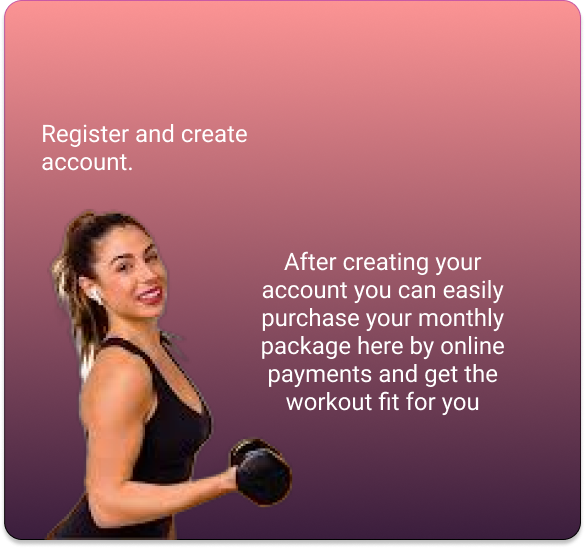 Register and create
account.
After creating your
account you can easily
purchase your monthly
package here by online
payments and get the
workout fit for you